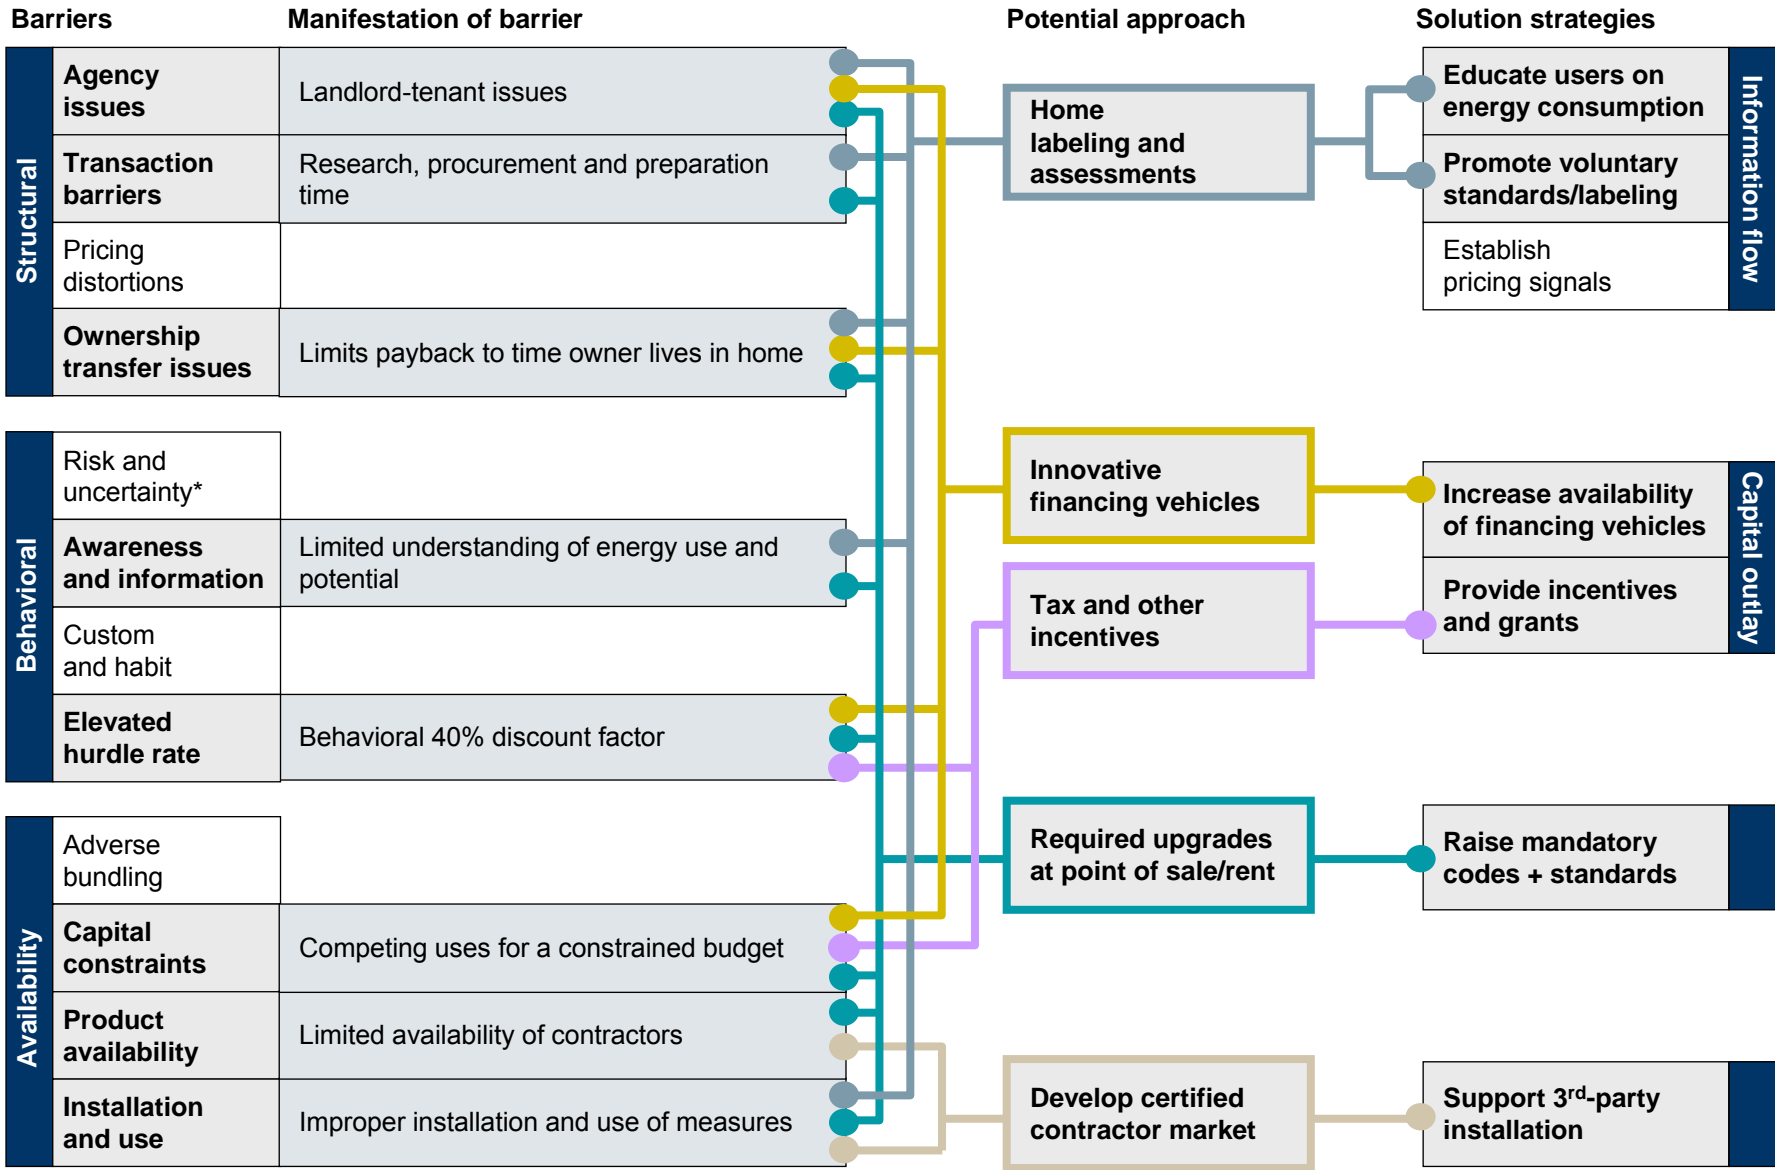 Barriers
Manifestation of barrier
Potential approach
Solution strategies
Structural
Agency
issues
Landlord-tenant issues
Transaction
barriers
Research, procurement and preparation
time
Pricing
distortions
Ownership
transfer issues
Limits payback to time owner lives in home
Behavioral
Risk and
uncertainty*
Awareness
and information
Limited understanding of energy use and
potential
Custom
and habit
Elevated
hurdle rate
Behavioral 40% discount factor
Availability
Adverse
bundling
Capital
constraints
Competing uses for a constrained budget
Product
availability
Limited availability of contractors
Installation
and use
Improper installation and use of measures
Home
labeling and
assessments
Innovative
financing vehicles
Tax and other
incentives
Required upgrades
at point of sale/rent
Develop certified
contractor market
Educate users on
energy consumption
Promote voluntary
standards/labeling
Establish
pricing signals
Information flow
Increase availability
of financing vehicles
Provide incentives
and grants
Capital outlay
Raise mandatory
codes + standards
Support 3rd-party
installation